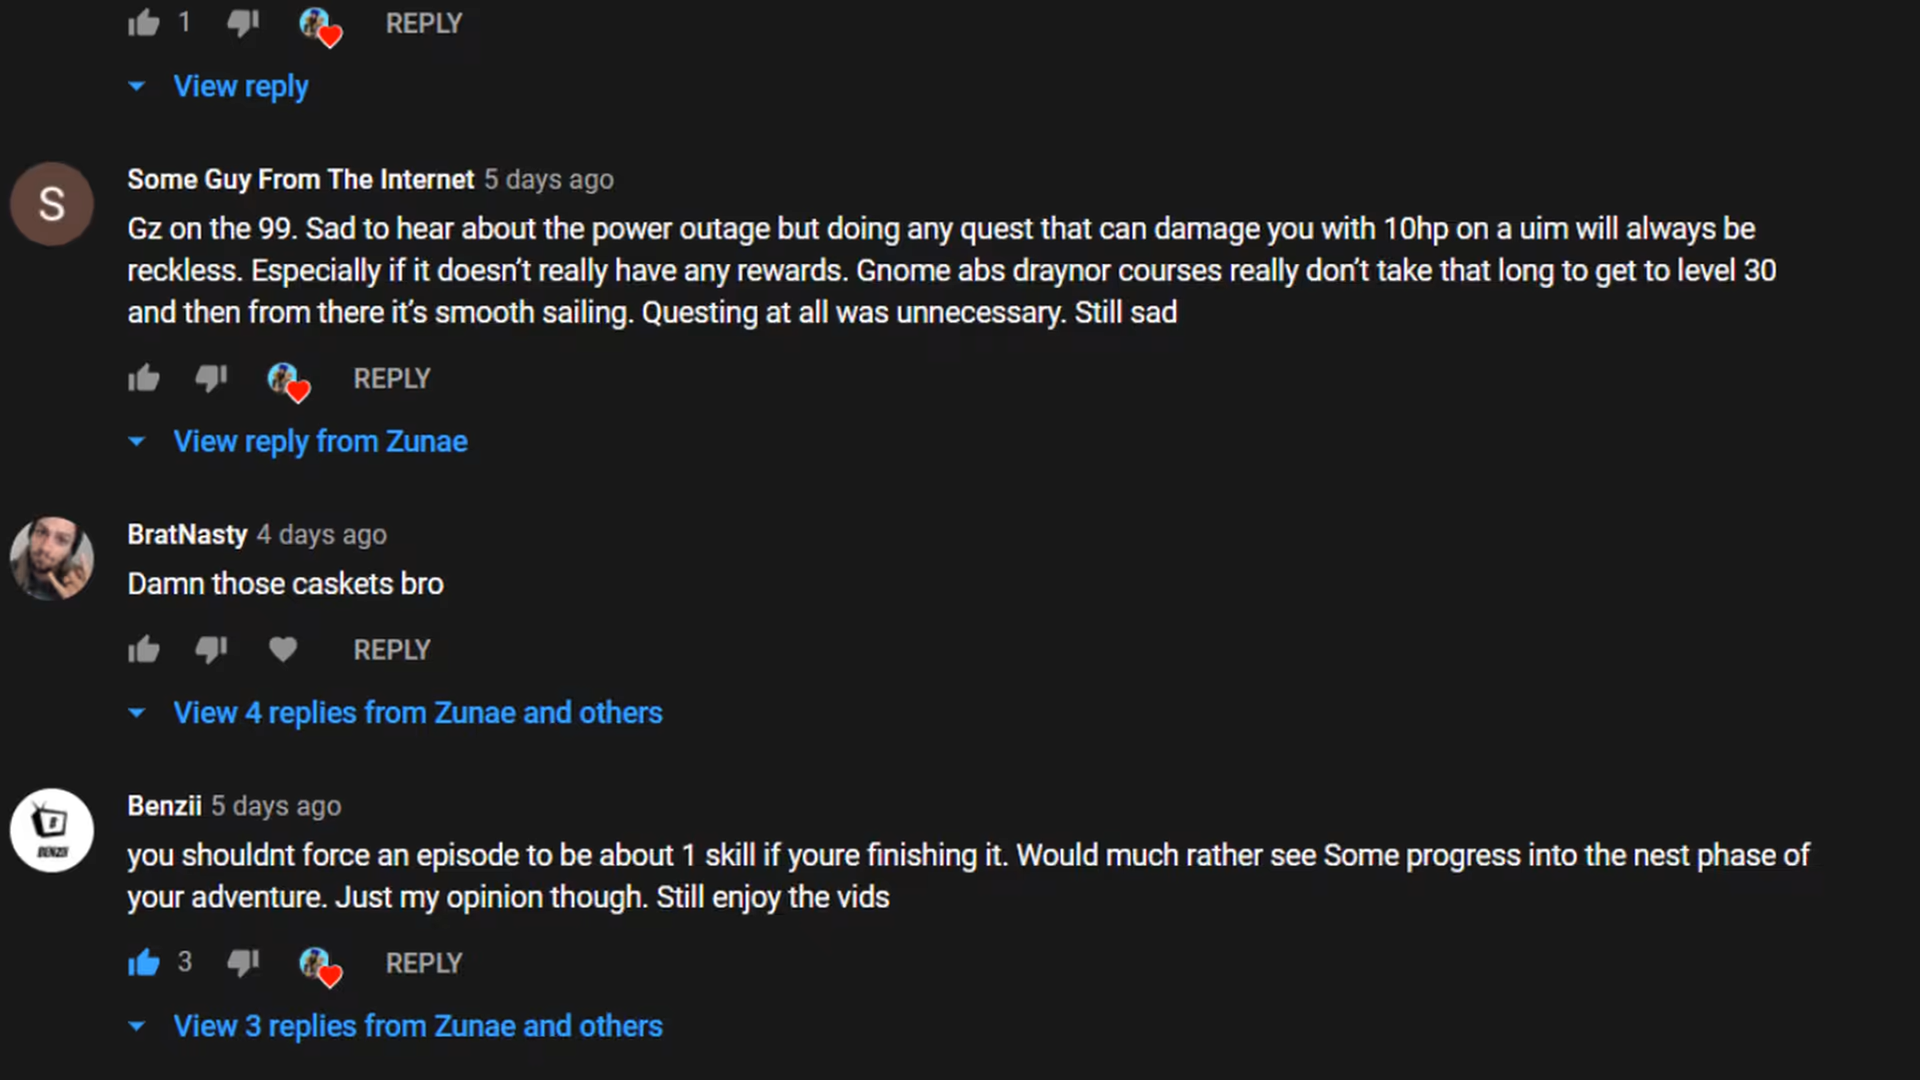 1 REPLY
View reply
S
Some Guy From The Internet 5 days ago
Gz on the 99. Sad to hear about the power outage but doing any quest that can damage you with 10hp on a uim will always be
reckless. Especially if it doesn’t really have any rewards. Gnome abs draynor courses really don’t take that long to get to level 30
and then from there it’s smooth sailing. Questing at all was unnecessary. Still sad
REPLY
View reply from Zunae
BratNasty 4 days ago
Damn those caskets bro
REPLY
View 4 replies from Zunae and others
B
BENZII
Benzii 5 days ago
you shouldnt force an episode to be about 1 skill if youre finishing it. Would much rather see Some progress into the nest phase of
your adventure. Just my opinion though. Still enjoy the vids
3 REPLY
View 3 replies from Zunae and others